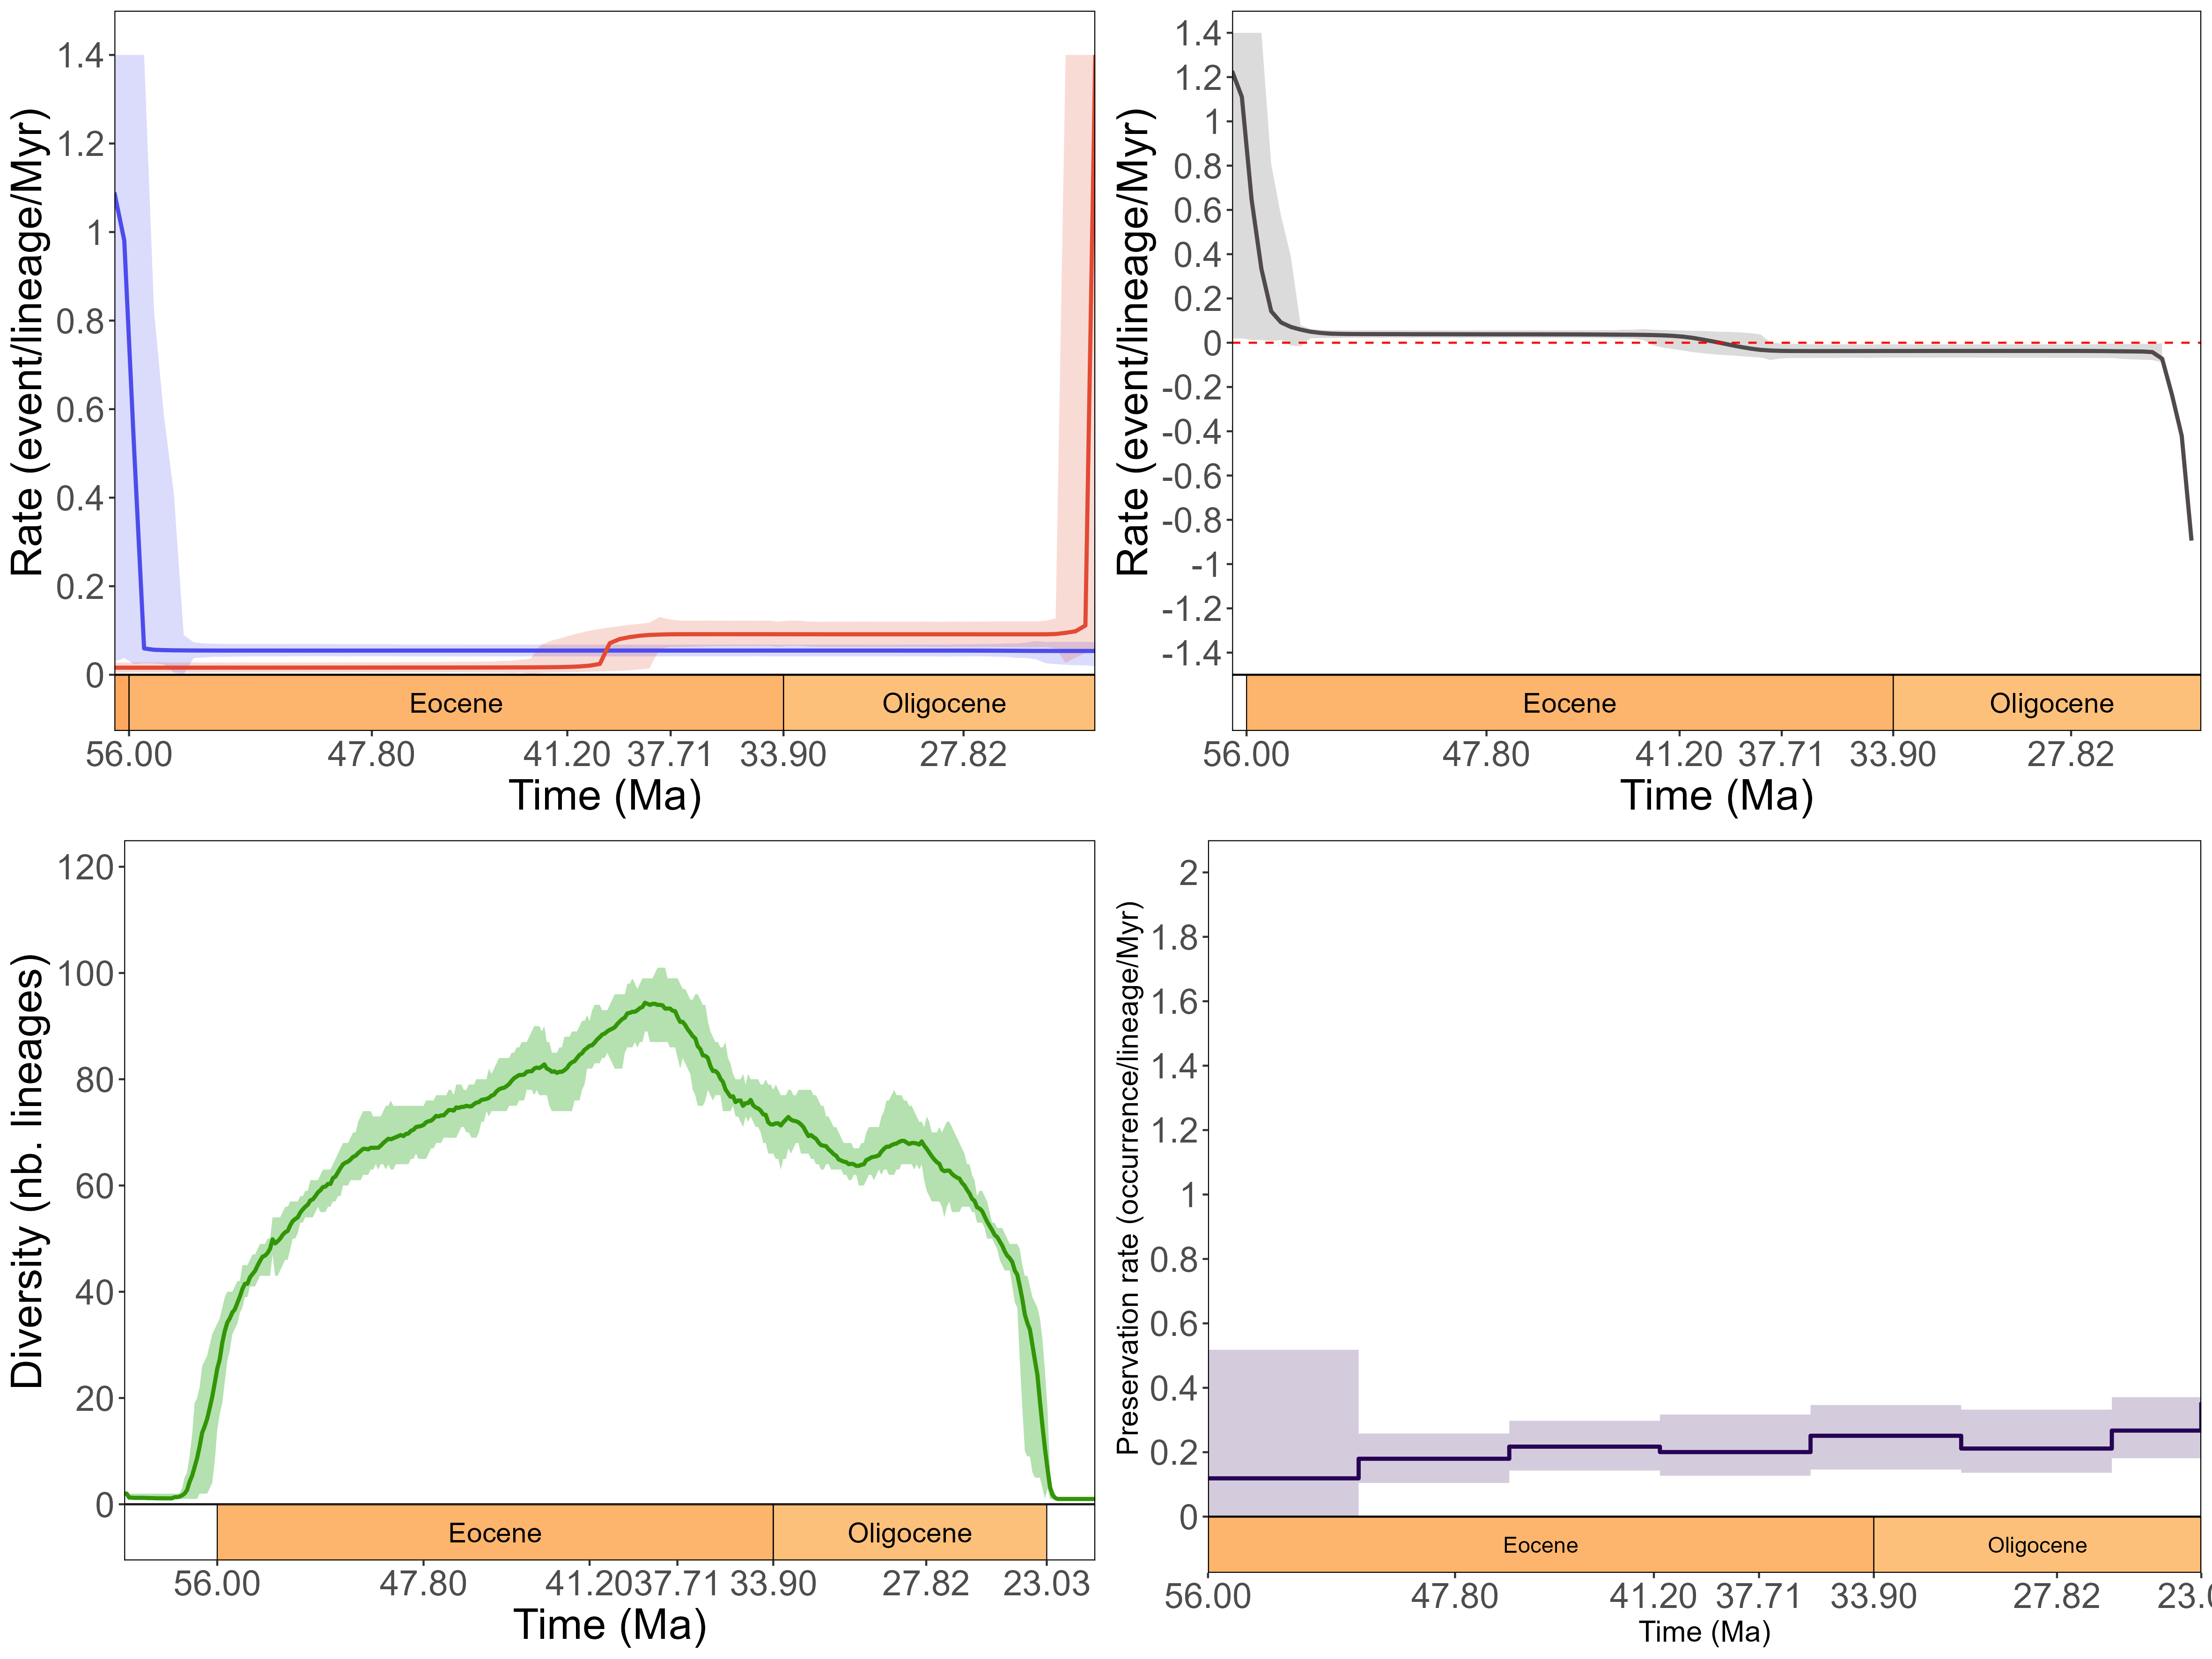 Rate (event/lineage/Myr)
1.4
1.2
1
0.8
0.6
0.4
0.2
0
Eocene
Oligocene
56.00 47.80 41.20 37.71 33.90 27.82
Time (Ma)
Rate (event/lineage/Myr)
1.4
1.2
1
0.8
0.6
0.4
0.2
0
-0.2
-0.4
-0.6
-0.8
-1
-1.2
-1.4
Eocene
Oligocene
56.00 47.80 41.20 37.71 33.90 27.82
Time (Ma)
Diversity (nb. lineages)
120
100
80
60
40
20
0
Eocene
Oligocene
56.00 47.80 41.20 37.71 33.90 27.82 23.03
Time (Ma)
Preservation rate (occurrence/lineage/Myr)
2
1.8
1.6
1.4
1.2
1
0.8
0.6
0.4
0.2
0
Eocene
Oligocene
56.00 47.80 41.20 37.71 33.90 27.82
Time (Ma)